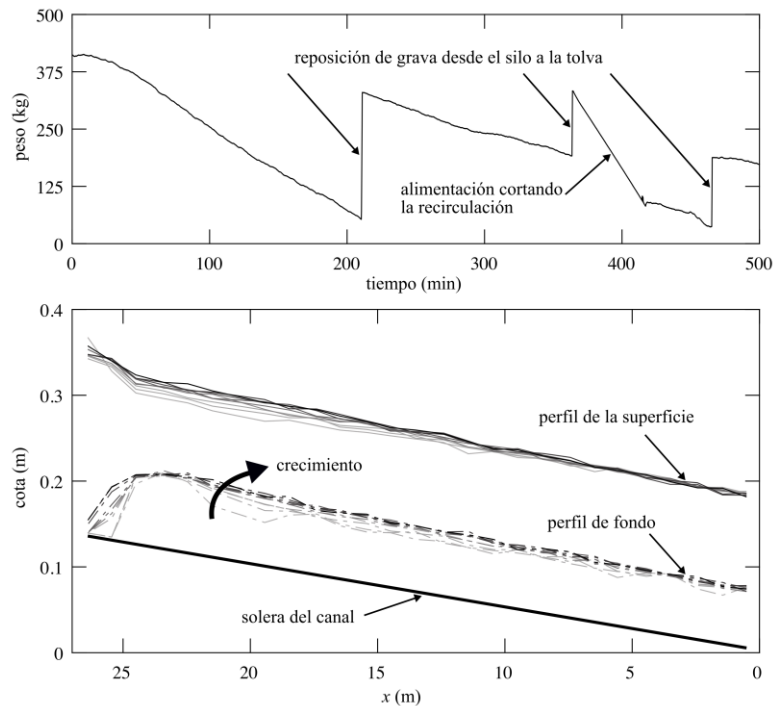 500
375
250
125
0
peso (kg)
reposición de grava desde el silo a la tolva
alimentación cortando
la recirculación
0 100 200 300 400 500
tiempo (min)
0.4
0.3
0.2
0.1
0
cota (m)
perfil de la superficie
crecimiento
perfil de fondo
solera del canal
25 20 15 10 5 0
x (m)